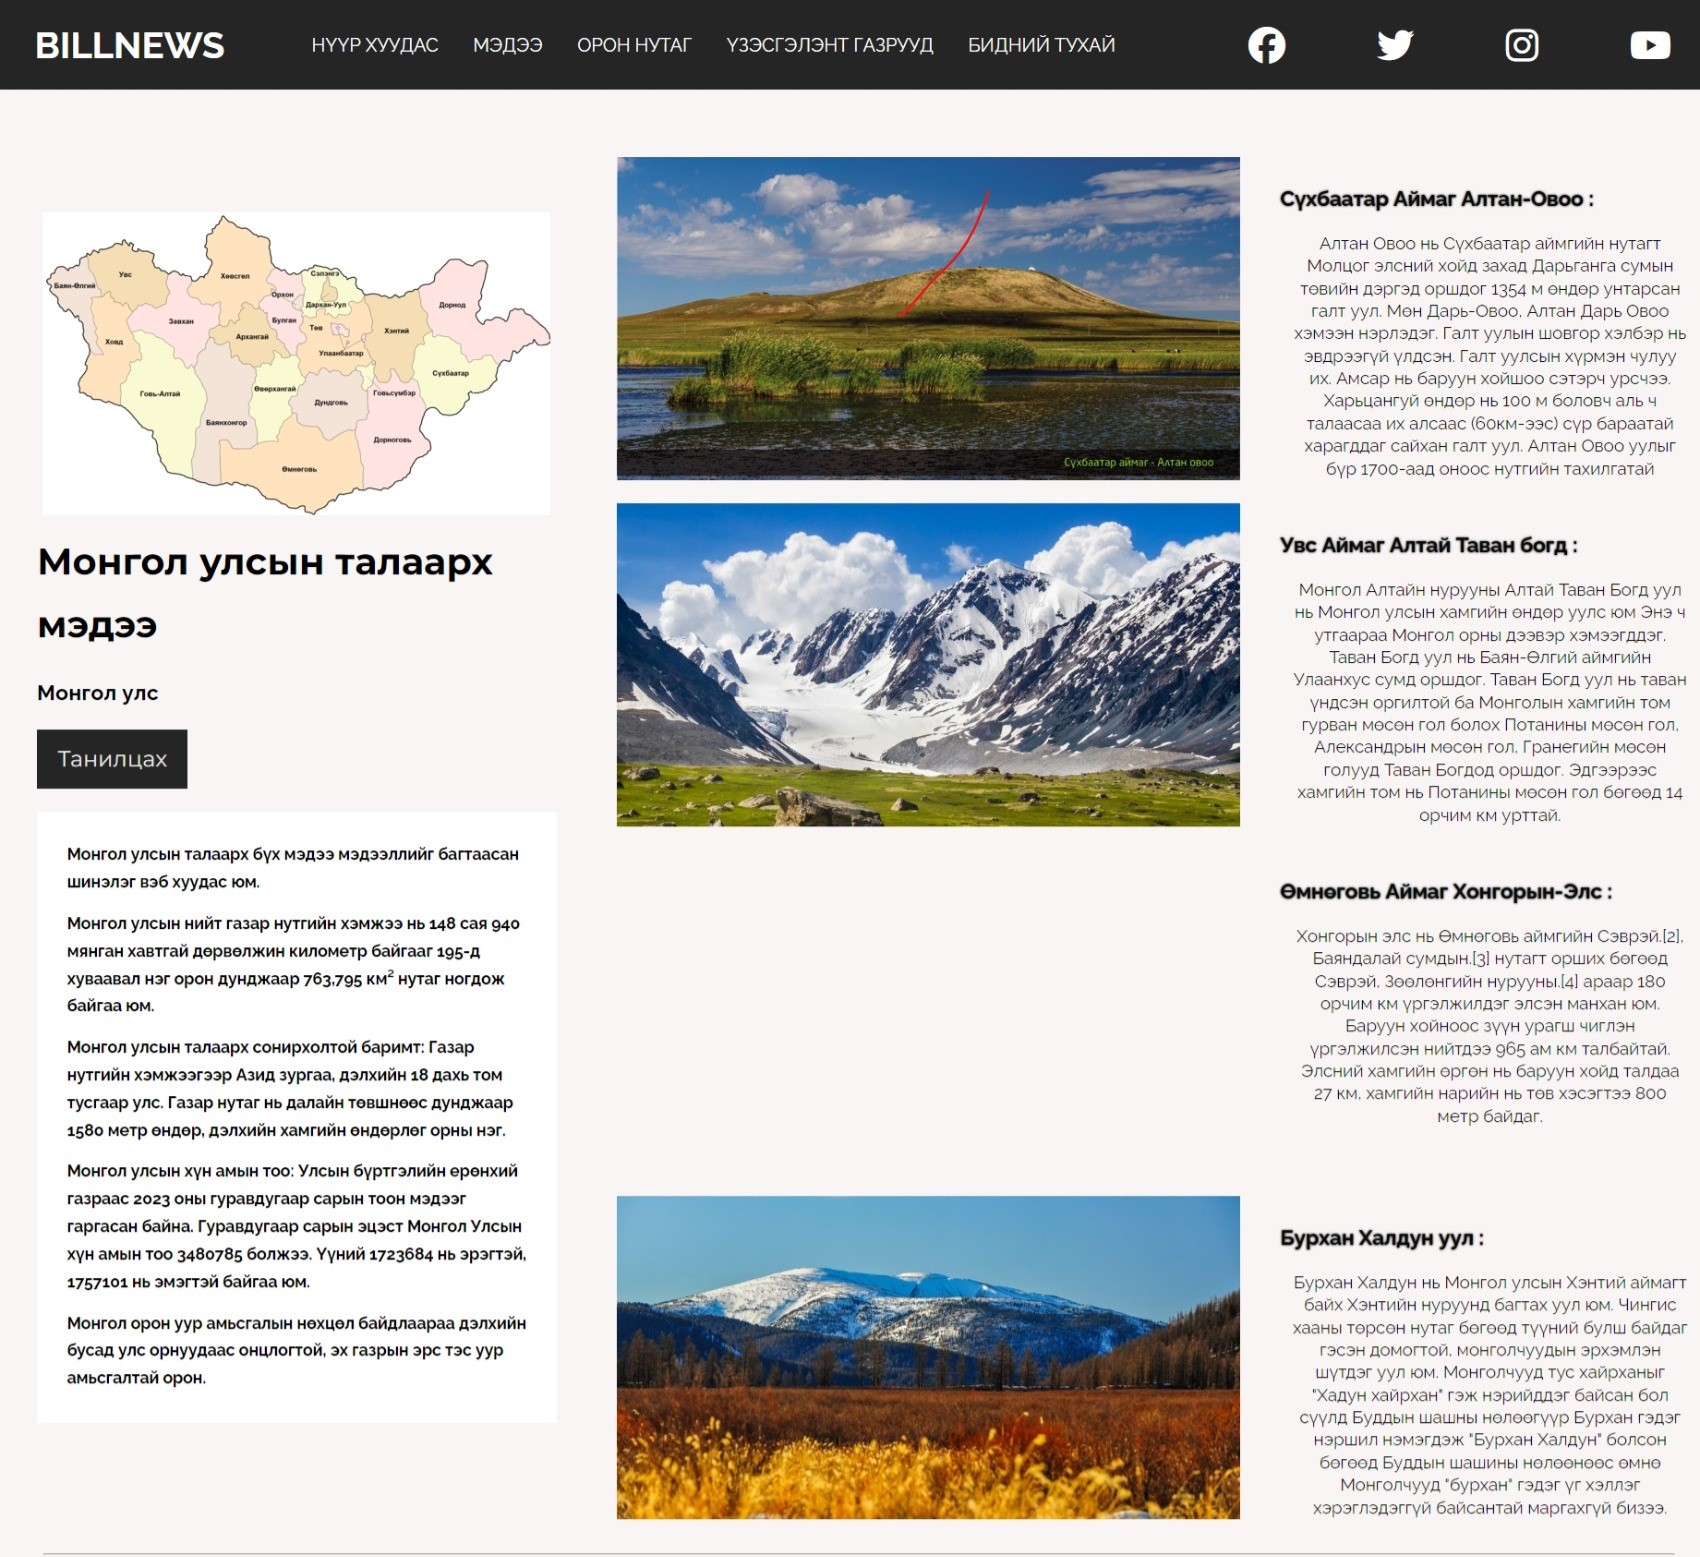 BILLNEWS
НҮҮР ХУУДАС
МЭДЭЭ
ОРОН НУТАГ
ҮЗЭСГЭЛЭНТ ГАЗРУУД
БИДНИЙ ТУХАЙ
Баян-Өлгий
Увс
Хөвсгөл
Сэлэнгэ
Орхон
Дархан-Уул
Дорнод
Завхан
Булган
Төв
Хэнтий
Ховд
Архангай
Улаанбаатар
Сүхбаатар
Говь-Алтай
Өвөрхангай
Говьсүмбэр
Дундговь
Баянхонгор
Дорноговь
Өмнөговь
Монгол улсын талаарх
мэдээ
Монгол улс
Танилцах
Монгол улсын талаарх бүх мэдээ мэдээллийг багтаасан
шинэлэг вэб хуудас юм.
Монгол улсын нийт газар нутгийн хэмжээ нь 148 сая 940
мянган хавтгай дөрвөлжин километр байгааг 195-д
хуваавал нэг орон дунджаар 763,795 км² нутаг ногдож
байгаа юм.
Монгол улсын талаарх сонирхолтой баримт: Газар
нутгийн хэмжээгээр Азид зургаа, дэлхийн 18 дахь том
тусгаар улс. Газар нутаг нь далайн төвшнөөс дунджаар
1580 метр өндөр, дэлхийн хамгийн өндөрлөг орны нэг.
Монгол улсын хүн амын тоо: Улсын бүртгэлийн ерөнхий
газраас 2023 оны гуравдугаар сарын тоон мэдээг
гаргасан байна. Гуравдугаар сарын эцэст Монгол Улсын
хүн амын тоо 3480785 болжээ. Үүний 1723684 нь эрэгтэй,
1757101 нь эмэгтэй байгаа юм.
Монгол орон уур амьсгалын нөхцөл байдлаараа дэлхийн
бусад улс орнуудаас онцлогтой, эх газрын эрс тэс уур
амьсгалтай орон.
Сүхбаатар аймаг - Алтан овоо
Сүхбаатар Аймаг Алтан-Овоо :
Алтан Овоо нь Сүхбаатар аймгийн нутагт
Молцог элсний хойд захад Дарьганга сумын
төвийн дэргэд оршдог 1354 м өндөр унтарсан
галт уул. Мөн Дарь-Овоо, Алтан Дарь Овоо
хэмээн нэрлэдэг. Галт уулын шовгор хэлбэр нь
эвдрээгүй үлдсэн. Галт уулсын хүрмэн чулуу
их. Амсар нь баруун хойшоо сэтэрч урсчээ.
Харьцангуй өндөр нь 100 м боловч аль ч
талаасаа их алсаас (60км-ээс) сүр бараатай
харагддаг сайхан галт уул. Алтан Овоо уулыг
бүр 1700-аад оноос нутгийн тахилгатай
Увс Аймаг Алтай Таван богд :
Монгол Алтайн нурууны Алтай Таван Богд уул
нь Монгол улсын хамгийн өндөр уулс юм Энэ ч
утгаараа Монгол орны дээвэр хэмээгддэг.
Таван Богд уул нь Баян-Өлгий аймгийн
Улаанхус сумд оршдог. Таван Богд уул нь таван
үндсэн оргилтой ба Монголын хамгийн том
гурван мөсөн гол болох Потанины мөсөн гол,
Александрын мөсөн гол, Гранегийн мөсөн
голууд Таван Богдод оршдог. Эдгээрээс
хамгийн том нь Потанины мөсөн гол бөгөөд 14
орчим км урттай.
Өмнөговь Аймаг Хонгорын-Элс :
Хонгорын элс нь Өмнөговь аймгийн Сэврэй,[2],
Баяндалай сумдын,[3] нутагт орших бөгөөд
Сэврэй, Зөөлөнгийн нурууны,[4] араар 180
орчим км үргэлжилдэг элсэн манхан юм.
Баруун хойноос зүүн урагш чиглэн
үргэлжилсэн нийтдээ 965 ам км талбайтай.
Элсний хамгийн өргөн нь баруун хойд талдаа
27 км, хамгийн нарийн нь төв хэсэгтээ 800
метр байдаг.
Бурхан Халдун уул :
Бурхан Халдун нь Монгол улсын Хэнтий аймагт
байх Хэнтийн нуруунд багтах уул юм. Чингис
хааны төрсөн нутаг бөгөөд түүний булш байдаг
гэсэн домогтой, монголчуудын эрхэмлэн
шүтдэг уул юм. Монголчууд тус хайрханыг
"Хадун хайрхан" гэж нэрийддэг байсан бол
сүүлд Буддын шашны нөлөөгүүр Бурхан гэдэг
нэршил нэмэгдэж "Бурхан Халдун" болсон
бөгөөд Буддын шашины нөлөөнөөс өмнө
Монголчууд "бурхан" гэдэг үг хэллэг
хэрэглэдэггүй байсантай маргахгүй бизээ.